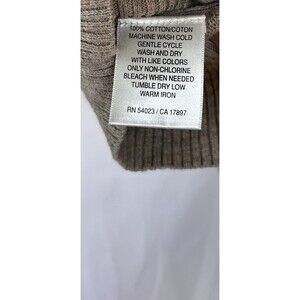 100% COTTON/COTON
MACHINE WASH COLD
GENTLE CYCLE
WASH AND DRY
WITH LIKE COLORS
ONLY NON-CHLORINE
BLEACH WHEN NEEDED
TUMBLE DRY LOW
WARM IRON
RN 54023 / CA 17897